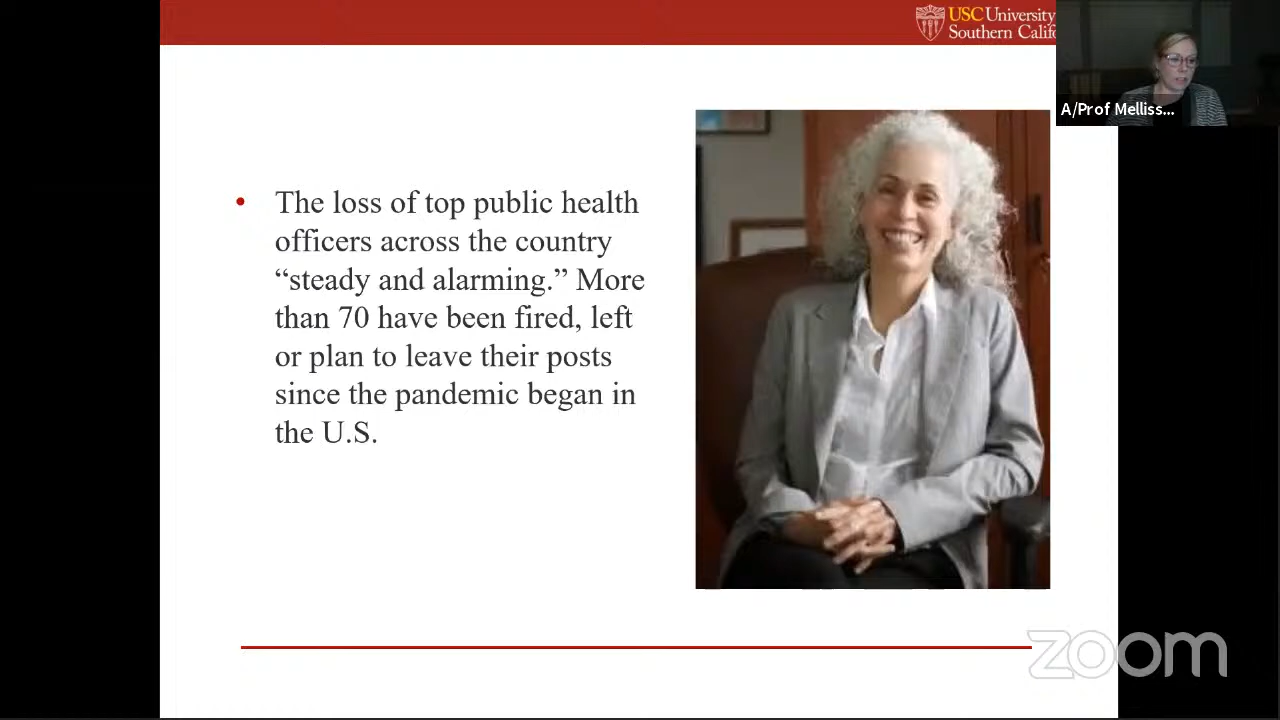 USC University
Southern Calif
A/Prof Melliss...
• The loss of top public health
officers across the country
“steady and alarming.” More
than 70 have been fired, left
or plan to leave their posts
since the pandemic began in
the U.S.
zoom